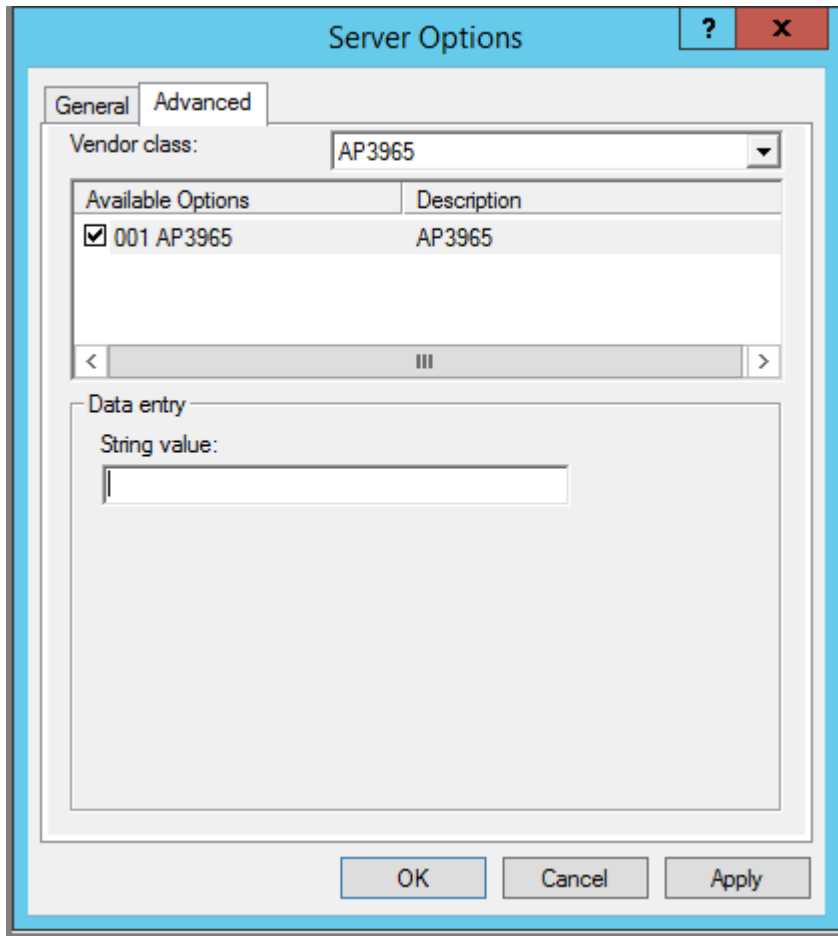 Server Options
? x
General Advanced
Vendor class: AP3965
Available Options Description
001 AP3965 AP3965
Data entry
String value:
OK Cancel Apply